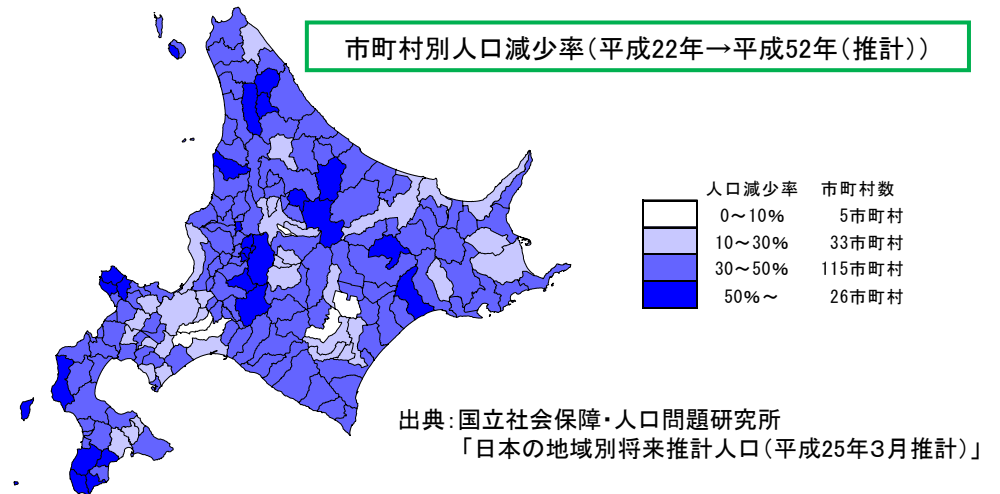 市町村別人口減少率(平成22年→平成52年(推計))
人口減少率 市町村数
0~10% 5市町村
10~30% 33市町村
30~50% 115市町村
50%~ 26市町村
出典:国立社会保障・人口問題研究所
「日本の地域別将来推計人口(平成25年3月推計)」